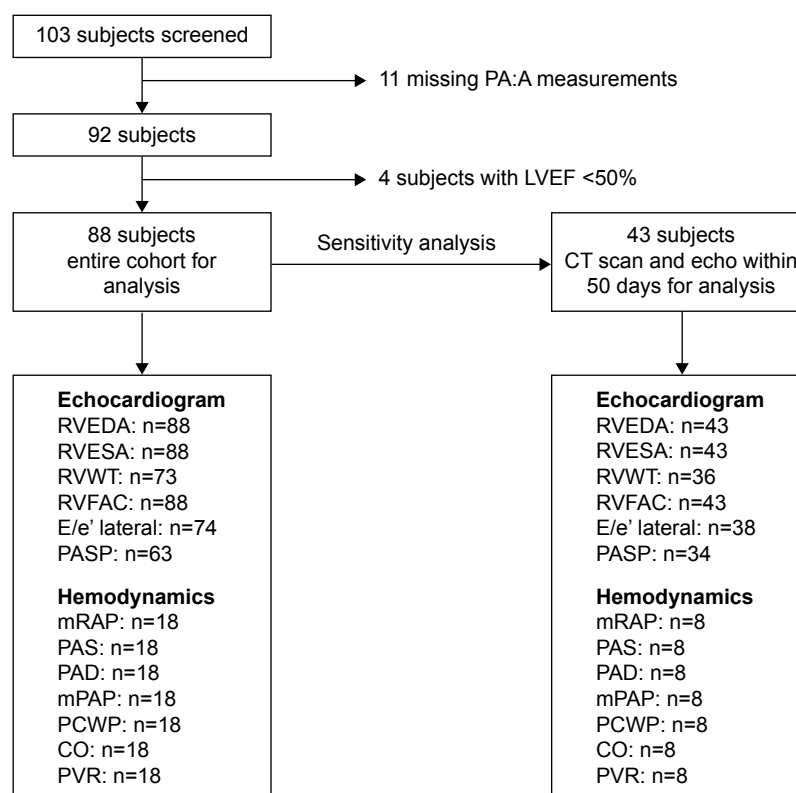 103 subjects screened
11 missing PA:A measurements
92 subjects
4 subjects with LVEF <50%
88 subjects
entire cohort for
analysis
Sensitivity analysis
43 subjects
CT scan and echo within
50 days for analysis
Echocardiogram
RVEDA: n=88
RVESA: n=88
RVWT: n=73
RVFAC: n=88
E/e' lateral: n=74
PASP: n=63
Hemodynamics
mRAP: n=18
PAS: n=18
PAD: n=18
mPAP: n=18
PCWP: n=18
CO: n=18
PVR: n=18
Echocardiogram
RVEDA: n=43
RVESA: n=43
RVWT: n=36
RVFAC: n=43
E/e' lateral: n=38
PASP: n=34
Hemodynamics
mRAP: n=8
PAS: n=8
PAD: n=8
mPAP: n=8
PCWP: n=8
CO: n=8
PVR: n=8